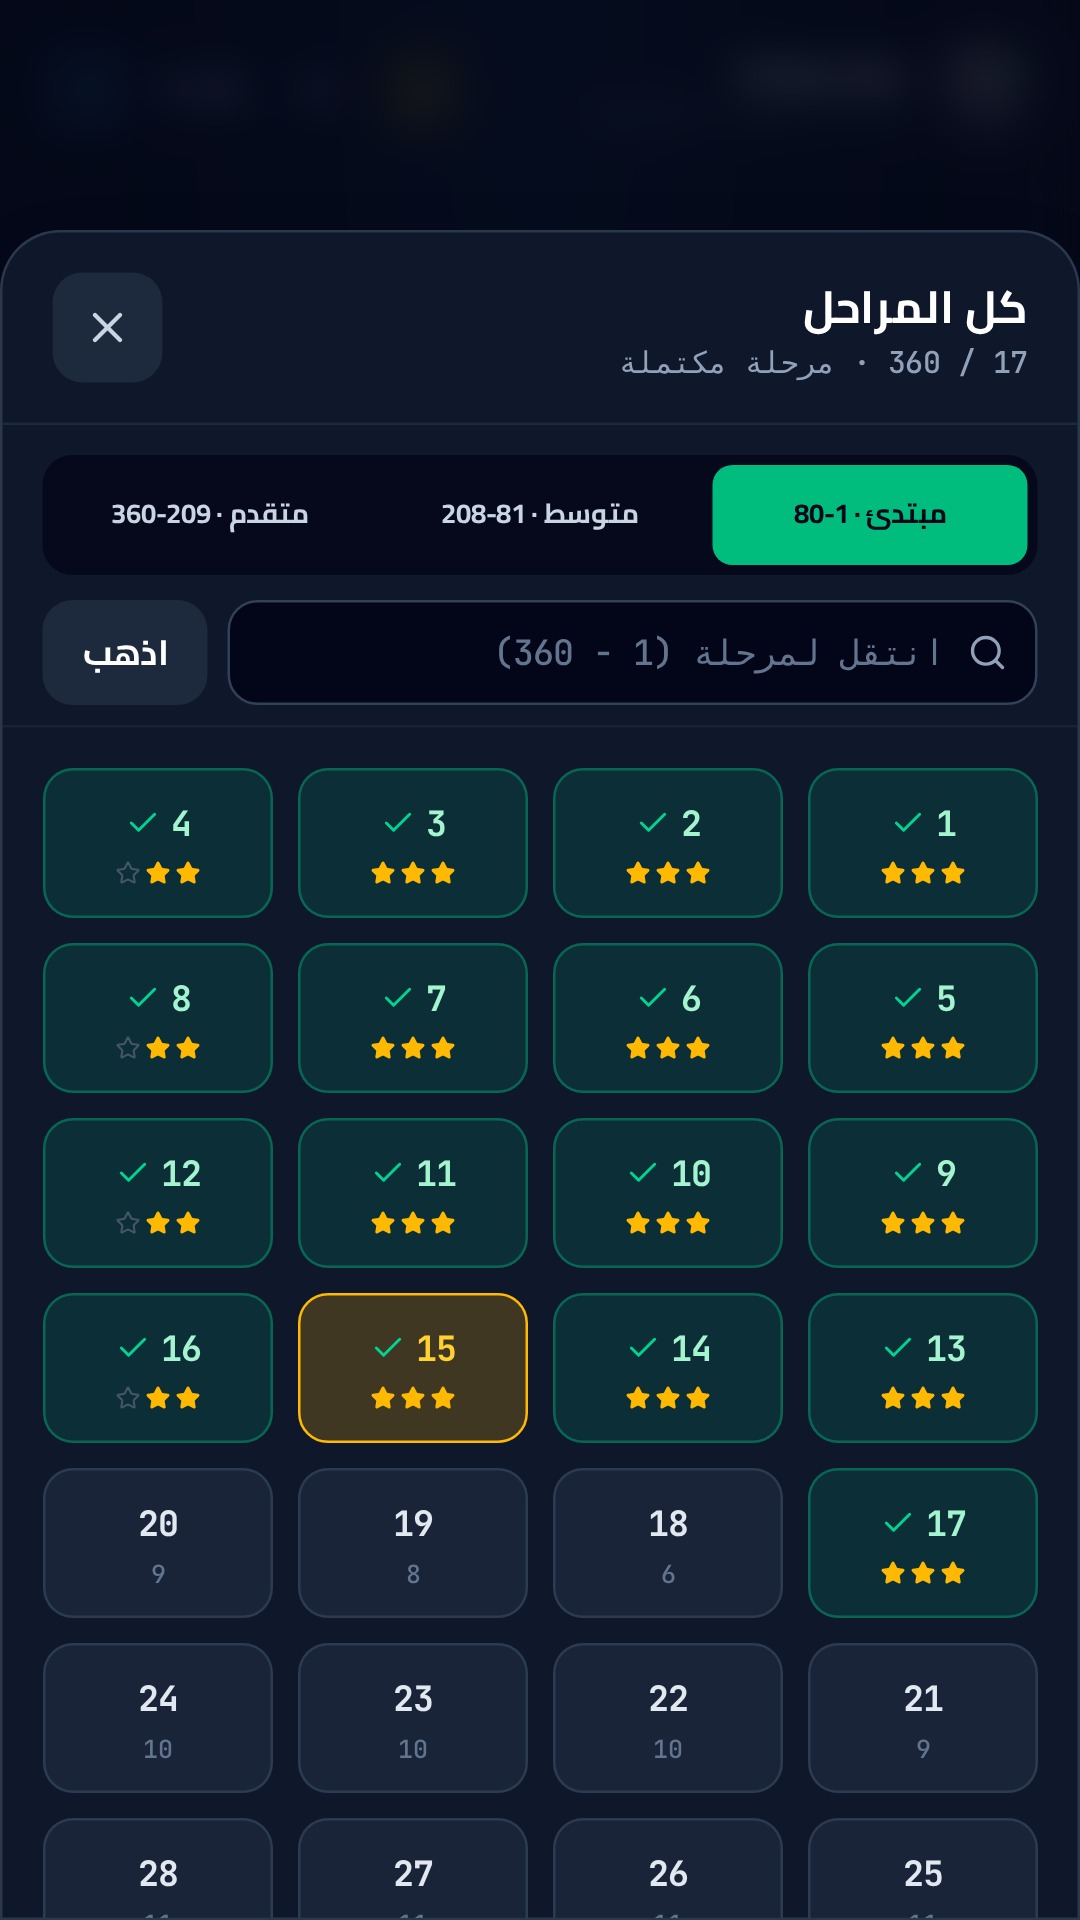 كل المراحل
17 / 360 · مرحلة مكتملة
مبتدئ · 1-80
متوسط · 81-208
متقدم · 209-360
انتقل لمرحلة (1 - 360)
اذهب
1 2 3 4
5 6 7 8
9 10 11 12
13 14 15 16
17 18 19 20
6 8 9
21 22 23 24
9 10 10 10
25 26 27 28